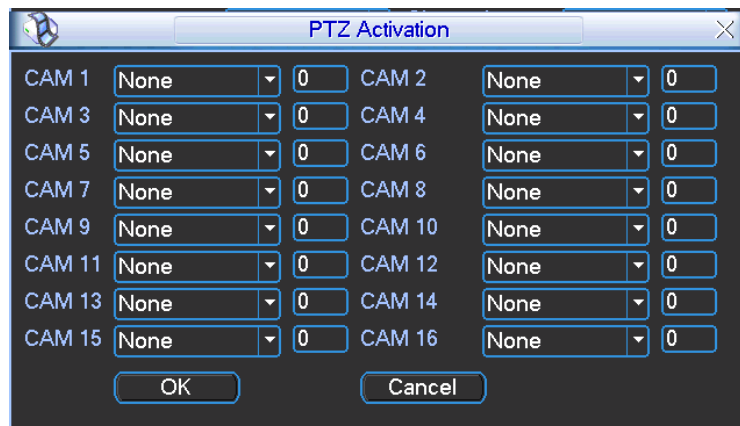 PTZ Activation
CAM 1 None 0 CAM 2 None 0
CAM 3 None 0 CAM 4 None 0
CAM 5 None 0 CAM 6 None 0
CAM 7 None 0 CAM 8 None 0
CAM 9 None 0 CAM 10 None 0
CAM 11 None 0 CAM 12 None 0
CAM 13 None 0 CAM 14 None 0
CAM 15 None 0 CAM 16 None 0
OK Cancel